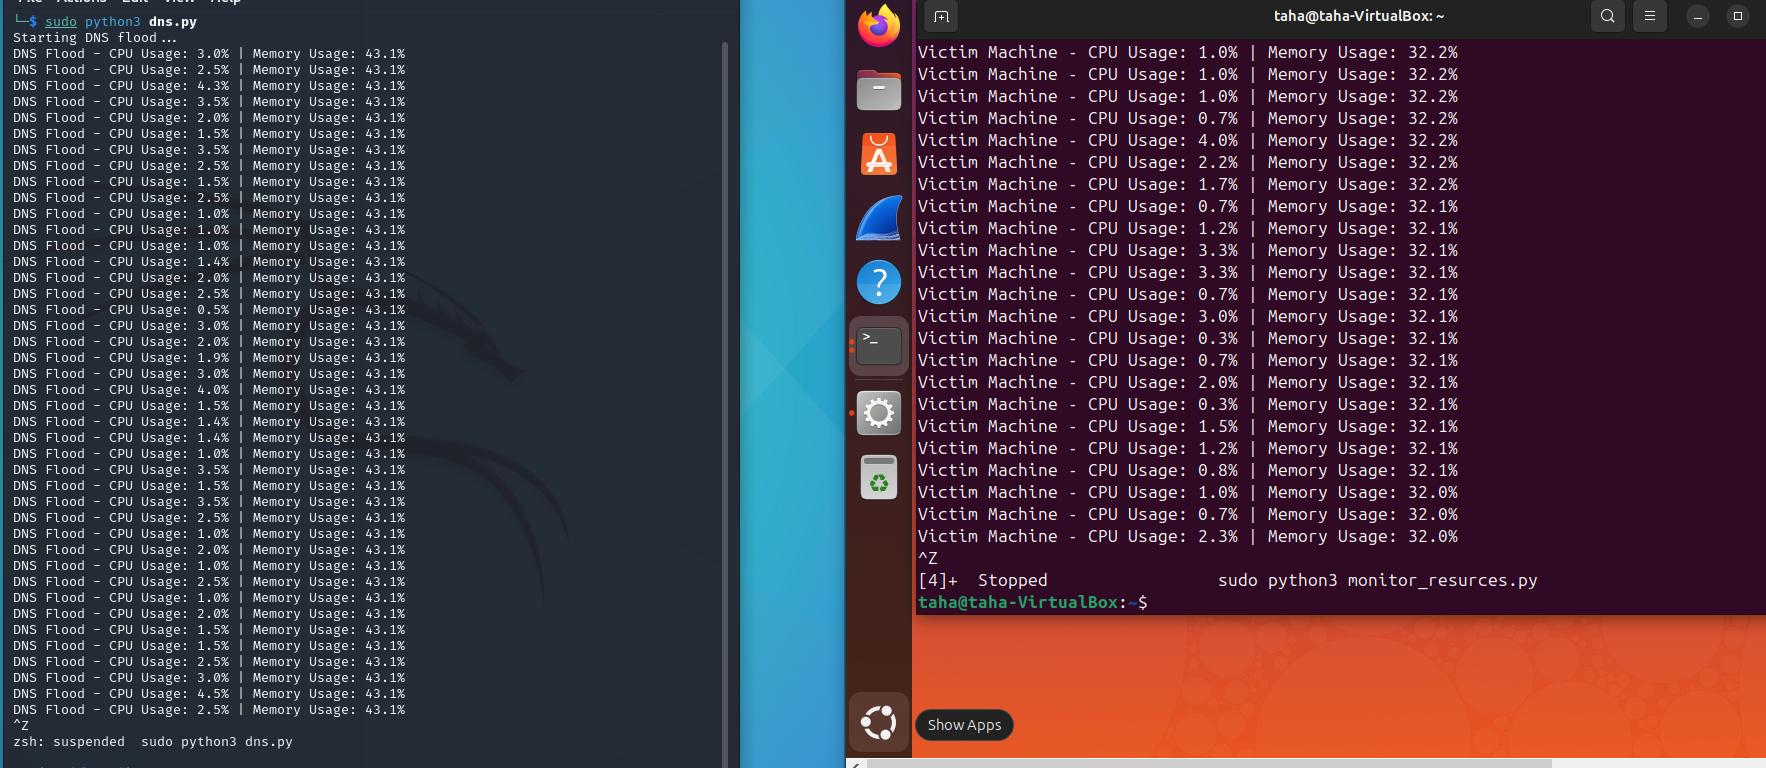 File Actions Edit View Help
└─$ sudo python3 dns.py
Starting DNS flood...
DNS Flood - CPU Usage: 3.0% | Memory Usage: 43.1%
DNS Flood - CPU Usage: 2.5% | Memory Usage: 43.1%
DNS Flood - CPU Usage: 4.3% | Memory Usage: 43.1%
DNS Flood - CPU Usage: 3.5% | Memory Usage: 43.1%
DNS Flood - CPU Usage: 2.0% | Memory Usage: 43.1%
DNS Flood - CPU Usage: 1.5% | Memory Usage: 43.1%
DNS Flood - CPU Usage: 3.5% | Memory Usage: 43.1%
DNS Flood - CPU Usage: 2.5% | Memory Usage: 43.1%
DNS Flood - CPU Usage: 1.5% | Memory Usage: 43.1%
DNS Flood - CPU Usage: 2.5% | Memory Usage: 43.1%
DNS Flood - CPU Usage: 1.0% | Memory Usage: 43.1%
DNS Flood - CPU Usage: 1.0% | Memory Usage: 43.1%
DNS Flood - CPU Usage: 1.0% | Memory Usage: 43.1%
DNS Flood - CPU Usage: 1.4% | Memory Usage: 43.1%
DNS Flood - CPU Usage: 2.0% | Memory Usage: 43.1%
DNS Flood - CPU Usage: 2.5% | Memory Usage: 43.1%
DNS Flood - CPU Usage: 0.5% | Memory Usage: 43.1%
DNS Flood - CPU Usage: 3.0% | Memory Usage: 43.1%
DNS Flood - CPU Usage: 2.0% | Memory Usage: 43.1%
DNS Flood - CPU Usage: 1.9% | Memory Usage: 43.1%
DNS Flood - CPU Usage: 3.0% | Memory Usage: 43.1%
DNS Flood - CPU Usage: 4.0% | Memory Usage: 43.1%
DNS Flood - CPU Usage: 1.5% | Memory Usage: 43.1%
DNS Flood - CPU Usage: 1.4% | Memory Usage: 43.1%
DNS Flood - CPU Usage: 1.4% | Memory Usage: 43.1%
DNS Flood - CPU Usage: 1.0% | Memory Usage: 43.1%
DNS Flood - CPU Usage: 3.5% | Memory Usage: 43.1%
DNS Flood - CPU Usage: 1.5% | Memory Usage: 43.1%
DNS Flood - CPU Usage: 3.5% | Memory Usage: 43.1%
DNS Flood - CPU Usage: 2.5% | Memory Usage: 43.1%
DNS Flood - CPU Usage: 1.0% | Memory Usage: 43.1%
DNS Flood - CPU Usage: 2.0% | Memory Usage: 43.1%
DNS Flood - CPU Usage: 1.0% | Memory Usage: 43.1%
DNS Flood - CPU Usage: 2.5% | Memory Usage: 43.1%
DNS Flood - CPU Usage: 1.0% | Memory Usage: 43.1%
DNS Flood - CPU Usage: 2.0% | Memory Usage: 43.1%
DNS Flood - CPU Usage: 1.5% | Memory Usage: 43.1%
DNS Flood - CPU Usage: 1.5% | Memory Usage: 43.1%
DNS Flood - CPU Usage: 2.5% | Memory Usage: 43.1%
DNS Flood - CPU Usage: 3.0% | Memory Usage: 43.1%
DNS Flood - CPU Usage: 4.5% | Memory Usage: 43.1%
DNS Flood - CPU Usage: 2.5% | Memory Usage: 43.1%
^Z
zsh: suspended  sudo python3 dns.py
taha@taha-VirtualBox: ~
Victim Machine - CPU Usage: 1.0% | Memory Usage: 32.2%
Victim Machine - CPU Usage: 1.0% | Memory Usage: 32.2%
Victim Machine - CPU Usage: 1.0% | Memory Usage: 32.2%
Victim Machine - CPU Usage: 0.7% | Memory Usage: 32.2%
Victim Machine - CPU Usage: 4.0% | Memory Usage: 32.2%
Victim Machine - CPU Usage: 2.2% | Memory Usage: 32.2%
Victim Machine - CPU Usage: 1.7% | Memory Usage: 32.2%
Victim Machine - CPU Usage: 0.7% | Memory Usage: 32.1%
Victim Machine - CPU Usage: 1.2% | Memory Usage: 32.1%
Victim Machine - CPU Usage: 3.3% | Memory Usage: 32.1%
Victim Machine - CPU Usage: 3.3% | Memory Usage: 32.1%
Victim Machine - CPU Usage: 0.7% | Memory Usage: 32.1%
Victim Machine - CPU Usage: 3.0% | Memory Usage: 32.1%
Victim Machine - CPU Usage: 0.3% | Memory Usage: 32.1%
Victim Machine - CPU Usage: 0.7% | Memory Usage: 32.1%
Victim Machine - CPU Usage: 2.0% | Memory Usage: 32.1%
Victim Machine - CPU Usage: 0.3% | Memory Usage: 32.1%
Victim Machine - CPU Usage: 1.5% | Memory Usage: 32.1%
Victim Machine - CPU Usage: 1.2% | Memory Usage: 32.1%
Victim Machine - CPU Usage: 0.8% | Memory Usage: 32.1%
Victim Machine - CPU Usage: 1.0% | Memory Usage: 32.0%
Victim Machine - CPU Usage: 0.7% | Memory Usage: 32.0%
Victim Machine - CPU Usage: 2.3% | Memory Usage: 32.0%
^Z
[4]+  Stopped                 sudo python3 monitor_resurces.py
taha@taha-VirtualBox:~$
Show Apps